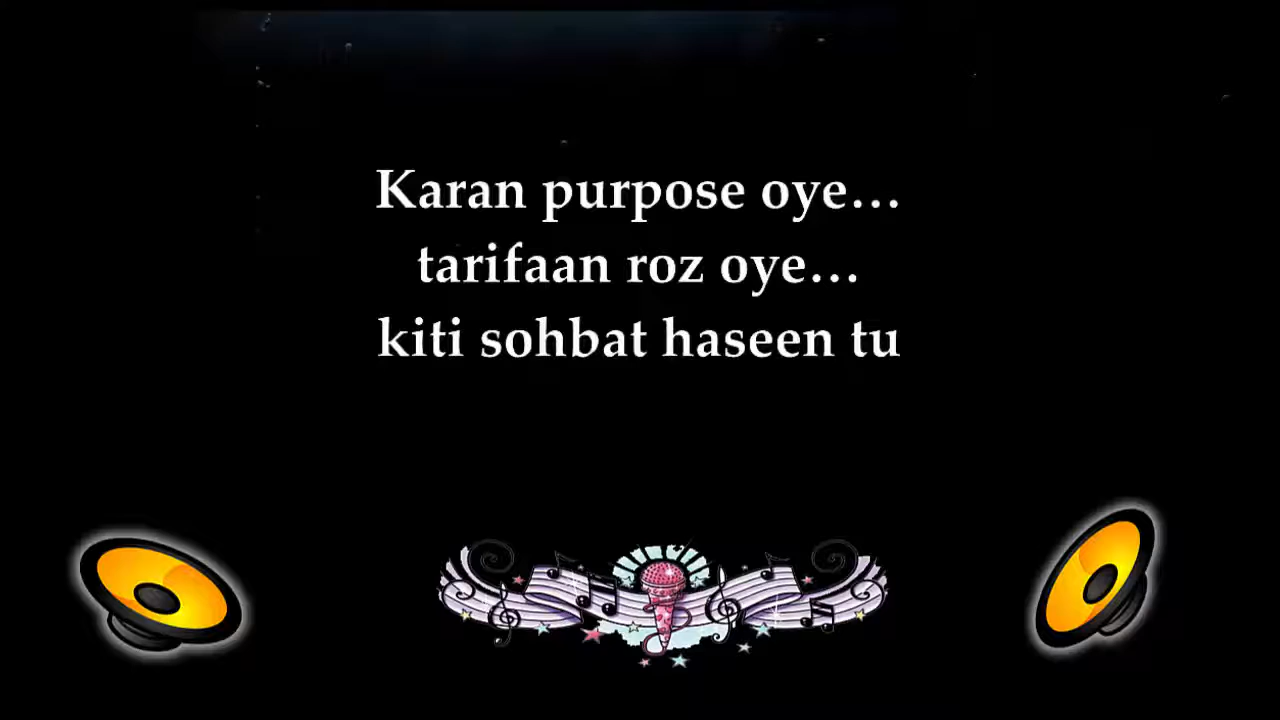 Karan purpose oye...
tarifaan roz oye...
kiti sohbat haseen tu